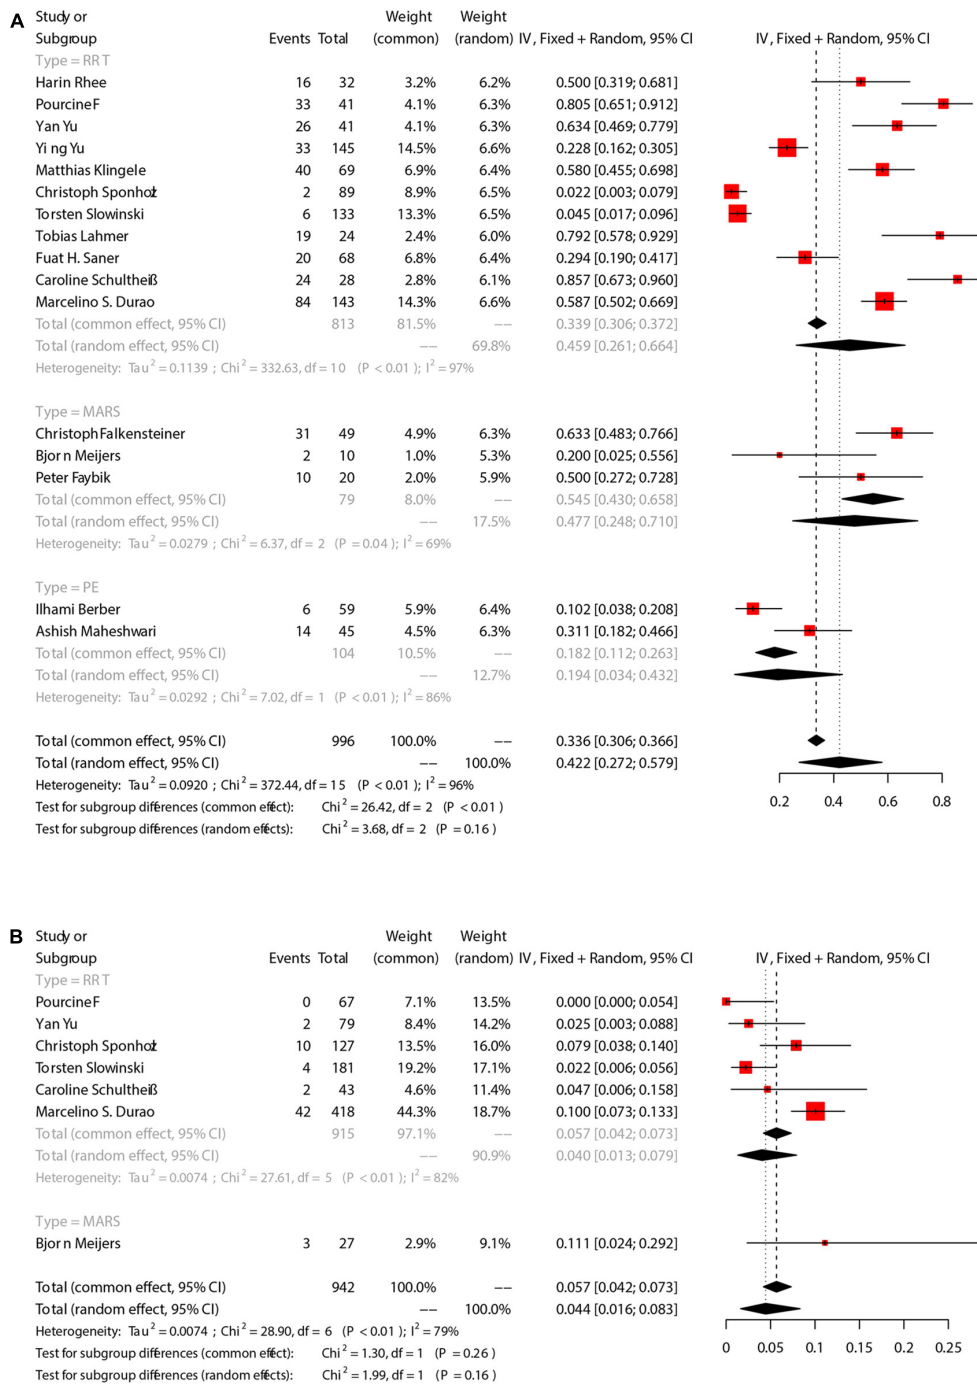 A Study or Weight Weight
Subgroup Events Total (common) (random) IV, Fixed + Random, 95% CI IV, Fixed + Random, 95% CI
Type = RRT
Harin Rhee 16 32 3.2% 6.2% 0.500 [0.319; 0.681]
Pourcine F 33 41 4.1% 6.3% 0.805 [0.651; 0.912]
Yan Yu 26 41 4.1% 6.3% 0.634 [0.469; 0.779]
Ying Yu 33 145 14.5% 6.6% 0.228 [0.162; 0.305]
Matthias Klingele 40 69 6.9% 6.4% 0.580 [0.455; 0.698]
Christoph Sponholz 2 89 8.9% 6.5% 0.022 [0.003; 0.079]
Torsten Slowinski 6 133 13.3% 6.5% 0.045 [0.017; 0.096]
Tobias Lahmer 19 24 2.4% 6.0% 0.792 [0.578; 0.929]
Fuat H. Saner 20 68 6.8% 6.4% 0.294 [0.190; 0.417]
Caroline Schultheiß 24 28 2.8% 6.1% 0.857 [0.673; 0.960]
Marcelino S. Durao 84 143 14.3% 6.6% 0.587 [0.502; 0.669]
Total (common effect, 95% CI) 813 81.5% −− 0.339 [0.306; 0.372]
Total (random effect, 95% CI) −− 69.8% 0.459 [0.261; 0.664]
Heterogeneity: Tau² = 0.1139 ; Chi² = 332.63, df = 10 (P < 0.01 ); I² = 97%
Type = MARS
Christoph Falkensteiner 31 49 4.9% 6.3% 0.633 [0.483; 0.766]
Bjorn Meijers 2 10 1.0% 5.3% 0.200 [0.025; 0.556]
Peter Faybik 10 20 2.0% 5.9% 0.500 [0.272; 0.728]
Total (common effect, 95% CI) 79 8.0% −− 0.545 [0.430; 0.658]
Total (random effect, 95% CI) −− 17.5% 0.477 [0.248; 0.710]
Heterogeneity: Tau² = 0.0279 ; Chi² = 6.37, df = 2 (P = 0.04 ); I² = 69%
Type = PE
Ilhami Berber 6 59 5.9% 6.4% 0.102 [0.038; 0.208]
Ashish Maheshwari 14 45 4.5% 6.3% 0.311 [0.182; 0.466]
Total (common effect, 95% CI) 104 10.5% −− 0.182 [0.112; 0.263]
Total (random effect, 95% CI) −− 12.7% 0.194 [0.034; 0.432]
Heterogeneity: Tau² = 0.0292 ; Chi² = 7.02, df = 1 (P < 0.01 ); I² = 86%
Total (common effect, 95% CI) 996 100.0% −− 0.336 [0.306; 0.366]
Total (random effect, 95% CI) −− 100.0% 0.422 [0.272; 0.579]
Heterogeneity: Tau² = 0.0920 ; Chi² = 372.44, df = 15 (P < 0.01 ); I² = 96%
Test for subgroup differences (common effect): Chi² = 26.42, df = 2 (P < 0.01 )
Test for subgroup differences (random effects): Chi² = 3.68, df = 2 (P = 0.16 )
0.2 0.4 0.6 0.8
B Study or Weight Weight
Subgroup Events Total (common) (random) IV, Fixed + Random, 95% CI IV, Fixed + Random, 95% CI
Type = RRT
Pourcine F 0 67 7.1% 13.5% 0.000 [0.000; 0.054]
Yan Yu 2 79 8.4% 14.2% 0.025 [0.003; 0.088]
Christoph Sponholz 10 127 13.5% 16.0% 0.079 [0.038; 0.140]
Torsten Slowinski 4 181 19.2% 17.1% 0.022 [0.006; 0.056]
Caroline Schultheiß 2 43 4.6% 11.4% 0.047 [0.006; 0.158]
Marcelino S. Durao 42 418 44.3% 18.7% 0.100 [0.073; 0.133]
Total (common effect, 95% CI) 915 97.1% −− 0.057 [0.042; 0.073]
Total (random effect, 95% CI) −− 90.9% 0.040 [0.013; 0.079]
Heterogeneity: Tau² = 0.0074 ; Chi² = 27.61, df = 5 (P < 0.01 ); I² = 82%
Type = MARS
Bjorn Meijers 3 27 2.9% 9.1% 0.111 [0.024; 0.292]
Total (common effect, 95% CI) 942 100.0% −− 0.057 [0.042; 0.073]
Total (random effect, 95% CI) −− 100.0% 0.044 [0.016; 0.083]
Heterogeneity: Tau² = 0.0074 ; Chi² = 28.90, df = 6 (P < 0.01 ); I² = 79%
Test for subgroup differences (common effect): Chi² = 1.30, df = 1 (P = 0.26 )
Test for subgroup differences (random effects): Chi² = 1.99, df = 1 (P = 0.16 )
0 0.05 0.1 0.15 0.2 0.25